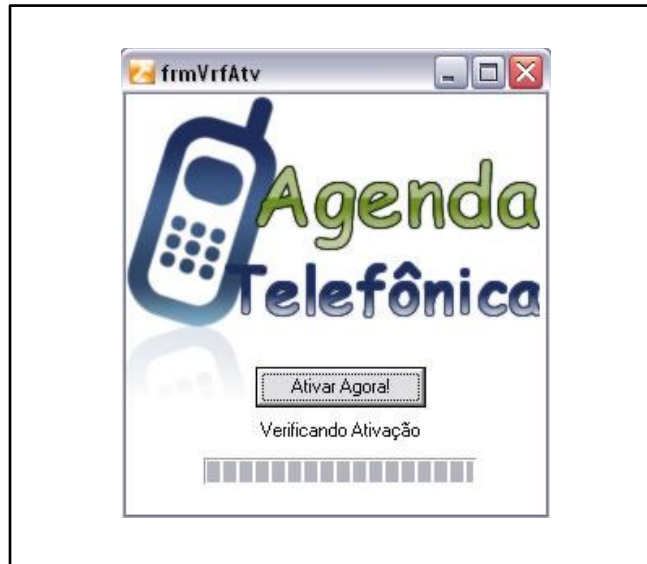 frmVrfAtv
Agenda
Telefônica
Ativar Agora!
Verificando Ativação